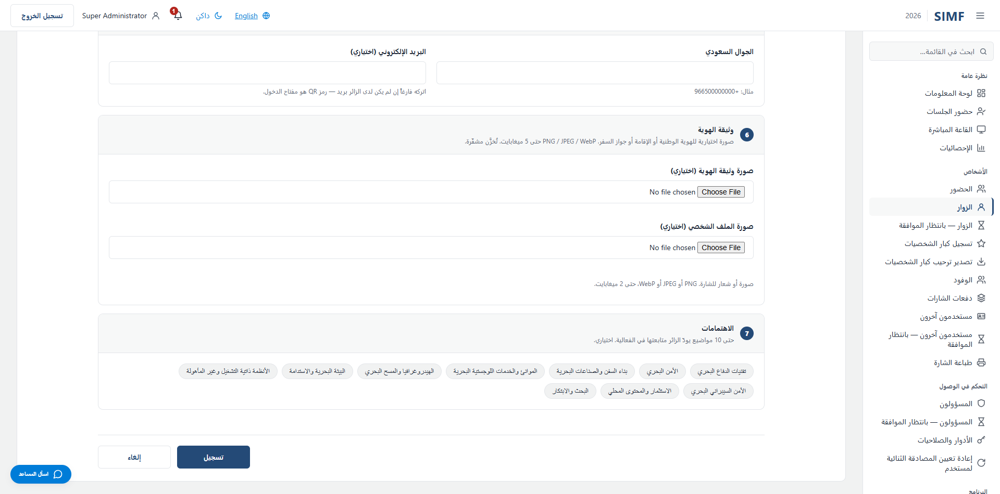 SIMF
2026
English
داكن
1
Super Administrator
تسجيل الخروج
ابحث في القائمة...
نظرة عامة
لوحة المعلومات
حضور الجلسات
القاعة المباشرة
الإحصائيات
الأشخاص
الحضور
الزوار
الزوار — بانتظار الموافقة
تسجيل كبار الشخصيات
تصدير ترحيب كبار الشخصيات
الوفود
دفعات الشارات
مستخدمون آخرون
مستخدمون آخرون — بانتظار
الموافقة
طباعة الشارة
التحكم في الوصول
المسؤولون
المسؤولون — بانتظار الموافقة
الأدوار والصلاحيات
إعادة تعيين المصادقة الثنائية
لمستخدم
البرنامج
الجوال السعودي
مثال: +966500000000
البريد الإلكتروني (اختياري)
اتركه فارغاً إن لم يكن لدى الزائر بريد — رمز QR هو مفتاح الدخول.
6
وثيقة الهوية
صورة اختيارية للهوية الوطنية أو الإقامة أو جواز السفر. PNG / JPEG / WebP حتى 5 ميغابايت. تُخزَّن مشفّرة.
صورة وثيقة الهوية (اختياري)
Choose File No file chosen
صورة الملف الشخصي (اختياري)
Choose File No file chosen
صورة أو شعار للشارة. PNG أو JPEG أو WebP، حتى 2 ميغابايت.
7
الاهتمامات
حتى 10 مواضيع يودّ الزائر متابعتها في الفعالية. اختياري.
تقنيات الدفاع البحري
الأمن البحري
بناء السفن والصناعات البحرية
الموانئ والخدمات اللوجستية البحرية
الهيدروغرافيا والمسح البحري
البيئة البحرية والاستدامة
الأنظمة ذاتية التشغيل وغير المأهولة
الأمن السيبراني البحري
الاستثمار والمحتوى المحلي
البحث والابتكار
تسجيل
إلغاء
اسأل المساعد